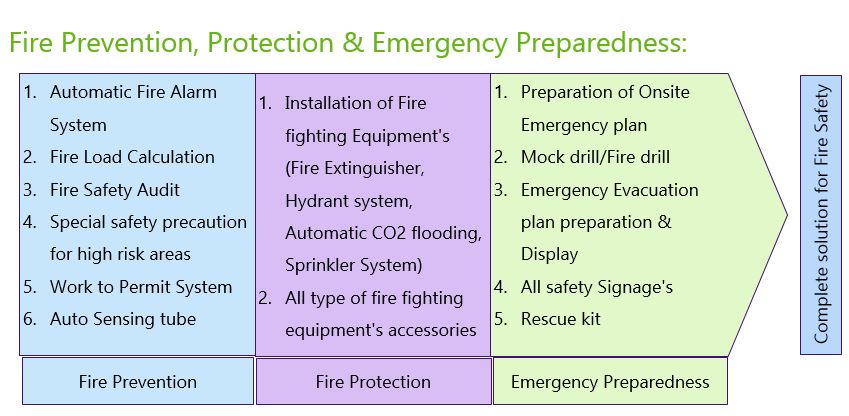 Fire Prevention, Protection & Emergency Preparedness:
1. Automatic Fire Alarm
System
2. Fire Load Calculation
3. Fire Safety Audit
4. Special safety precaution
for high risk areas
5. Work to Permit System
6. Auto Sensing tube
Fire Prevention
1. Installation of Fire
fighting Equipment's
(Fire Extinguisher,
Hydrant system,
Automatic CO2 flooding,
Sprinkler System)
2. All type of fire fighting
equipment's accessories
Fire Protection
1. Preparation of Onsite
Emergency plan
2. Mock drill/Fire drill
3. Emergency Evacuation
plan preparation &
Display
4. All safety Signage's
5. Rescue kit
Emergency Preparedness
Complete solution for Fire Safety